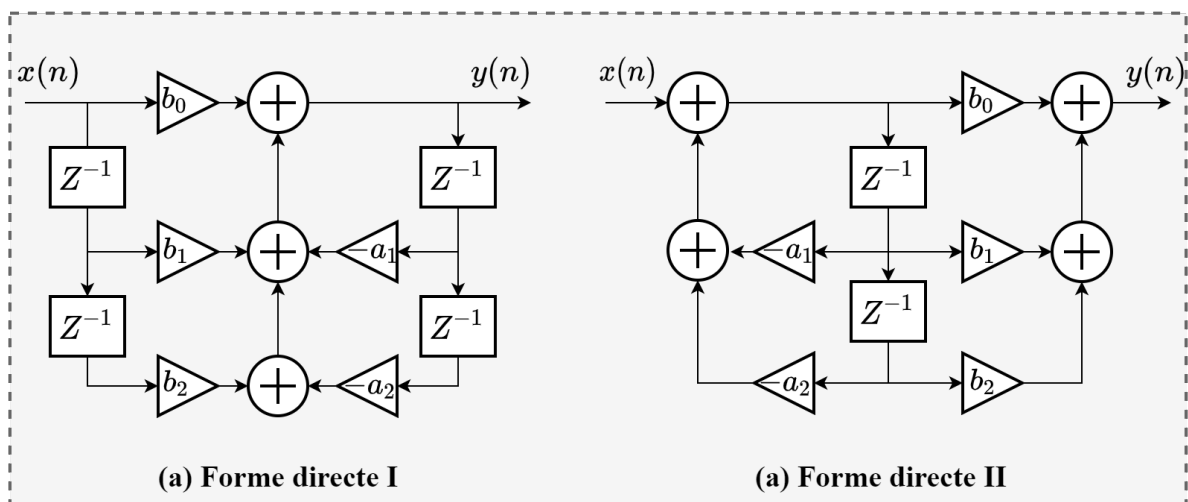 x(n) b₀ y(n)
Z⁻¹ Z⁻¹
b₁ −a₁
Z⁻¹ Z⁻¹
b₂ −a₂
(a) Forme directe I
x(n) b₀ y(n)
Z⁻¹
−a₁ b₁
Z⁻¹
−a₂ b₂
(a) Forme directe II